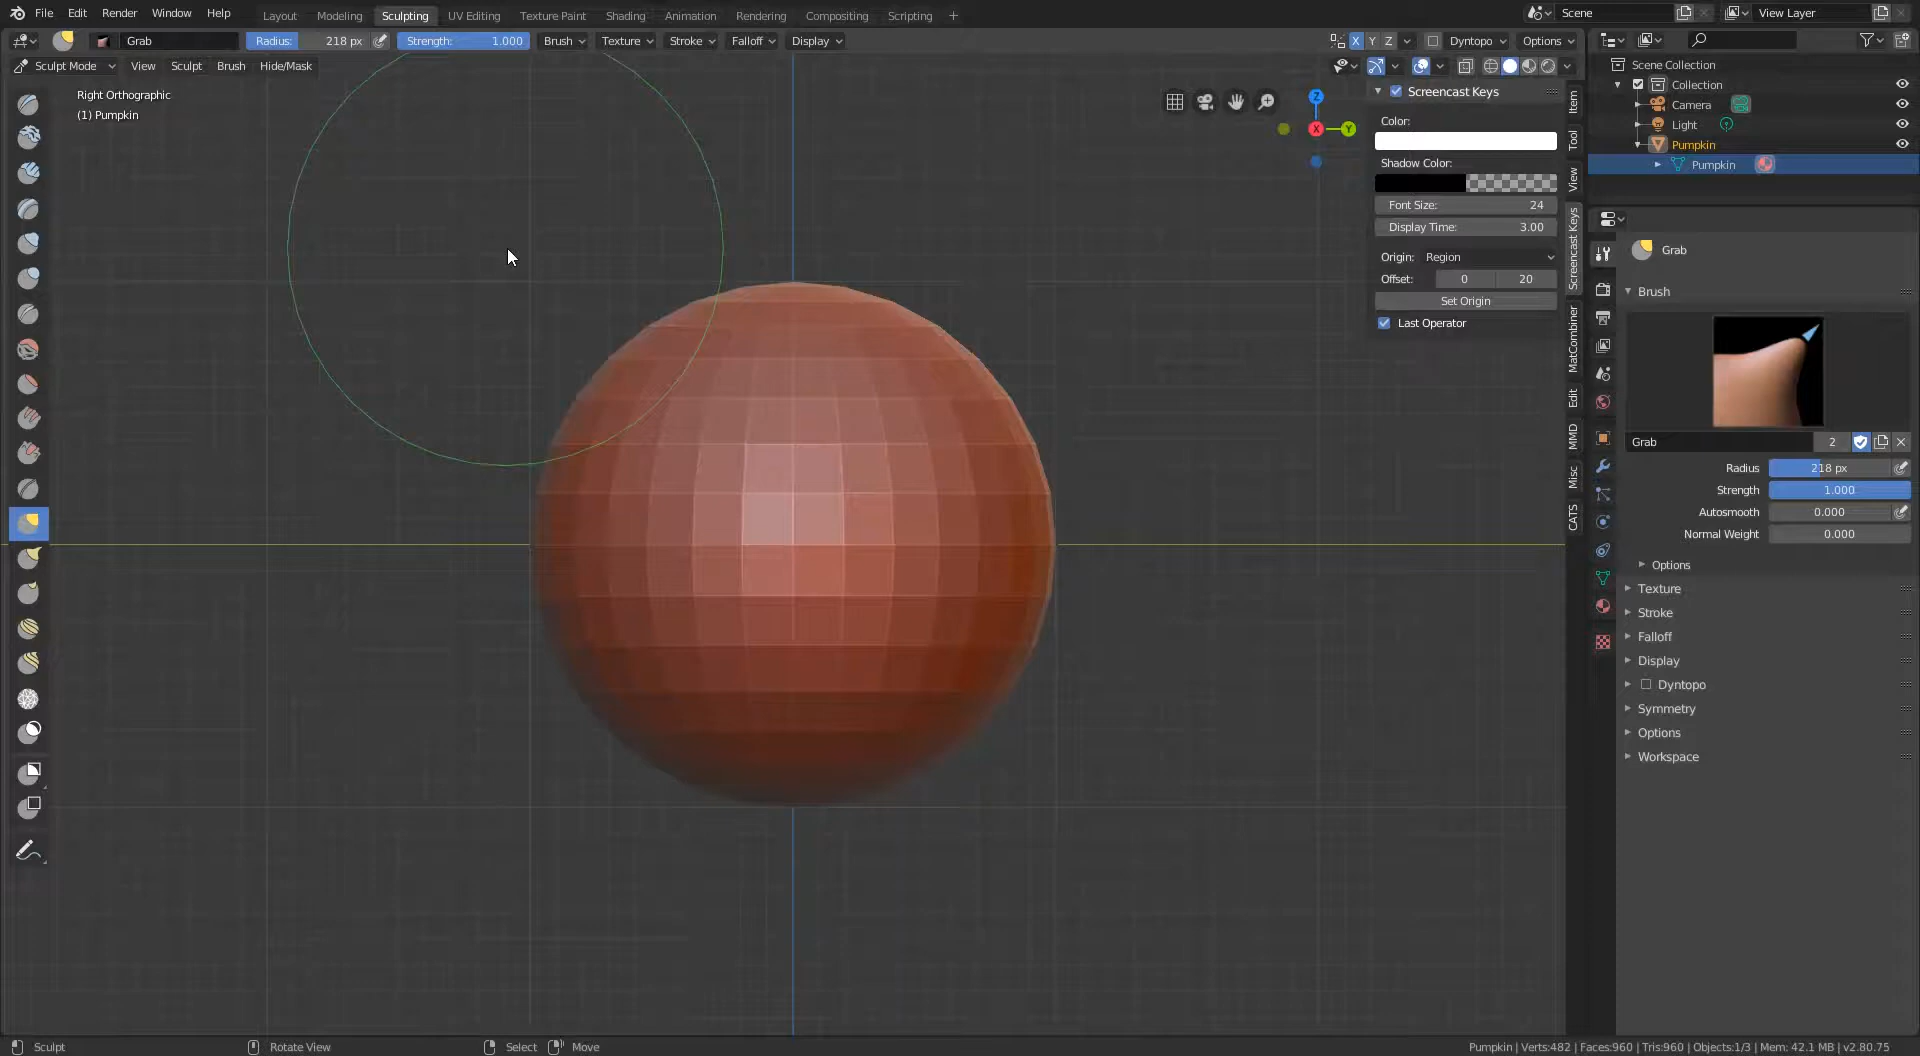 File Edit Render Window Help Layout Modeling Sculpting UV Editing Texture Paint Shading Animation Rendering Compositing Scripting + Scene View Layer
Grab Radius: 218 px Strength: 1.000 Brush Texture Stroke Falloff Display X Y Z Dyntopo Options
Sculpt Mode View Sculpt Brush Hide/Mask
Right Orthographic
(1) Pumpkin
Z
X Y
Screencast Keys
Color:
Shadow Color:
Font Size: 24
Display Time: 3.00
Origin: Region
Offset: 0 20
Set Origin
Last Operator
Item
Tool
View
Screencast Keys
MatCombiner
Edit
MMD
Misc
CATS
Scene Collection
Collection
Camera
Light
Pumpkin
Pumpkin
Grab
Brush
Grab 2
Radius 218 px
Strength 1.000
Autosmooth 0.000
Normal Weight 0.000
Options
Texture
Stroke
Falloff
Display
Dyntopo
Symmetry
Options
Workspace
Sculpt Rotate View Select Move Pumpkin | Verts:482 | Faces:960 | Tris:960 | Objects:1/3 | Mem: 42.1 MB | v2.80.75